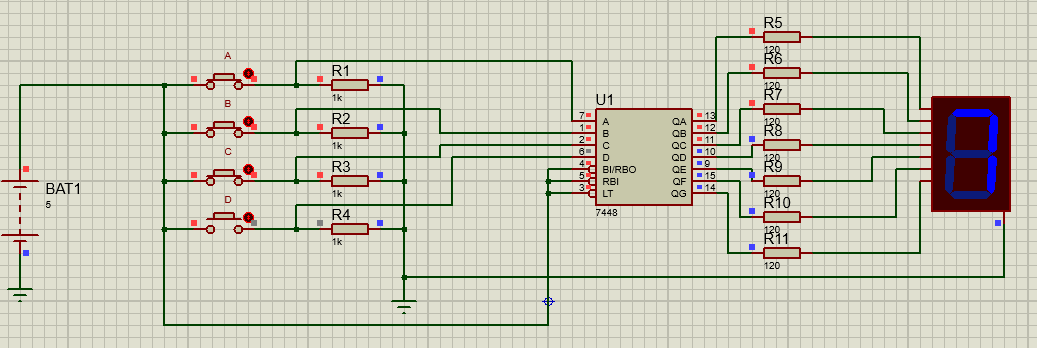 A
R1
1k
B
R2
1k
C
R3
1k
D
R4
1k
BAT1
5
U1
7 A QA 13
1 B QB 12
2 C QC 11
6 D QD 10
4 BI/RBO QE 9
5 RBI QF 15
3 LT QG 14
7448
R5
120
R6
120
R7
120
R8
120
R9
120
R10
120
R11
120